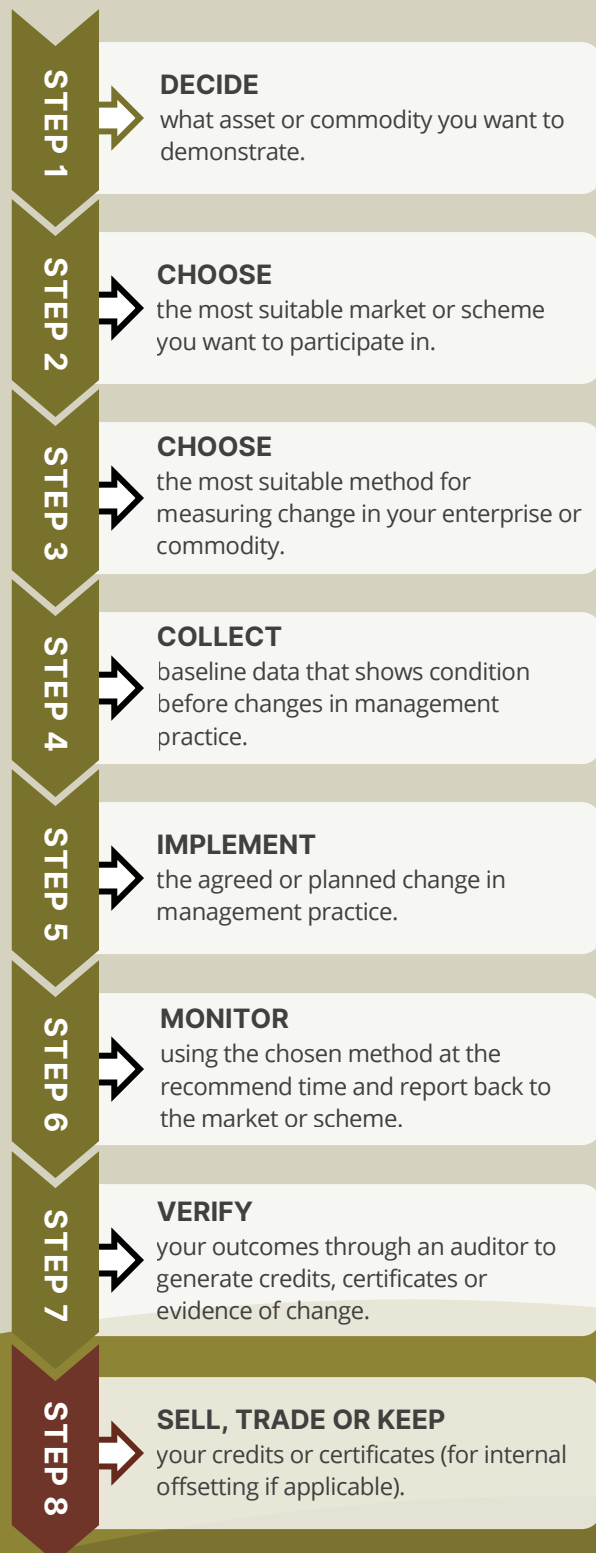 STEP 1
DECIDE
what asset or commodity you want to
demonstrate.
STEP 2
CHOOSE
the most suitable market or scheme
you want to participate in.
STEP 3
CHOOSE
the most suitable method for
measuring change in your enterprise or
commodity.
STEP 4
COLLECT
baseline data that shows condition
before changes in management
practice.
STEP 5
IMPLEMENT
the agreed or planned change in
management practice.
STEP 6
MONITOR
using the chosen method at the
recommend time and report back to
the market or scheme.
STEP 7
VERIFY
your outcomes through an auditor to
generate credits, certificates or
evidence of change.
STEP 8
SELL, TRADE OR KEEP
your credits or certificates (for internal
offsetting if applicable).